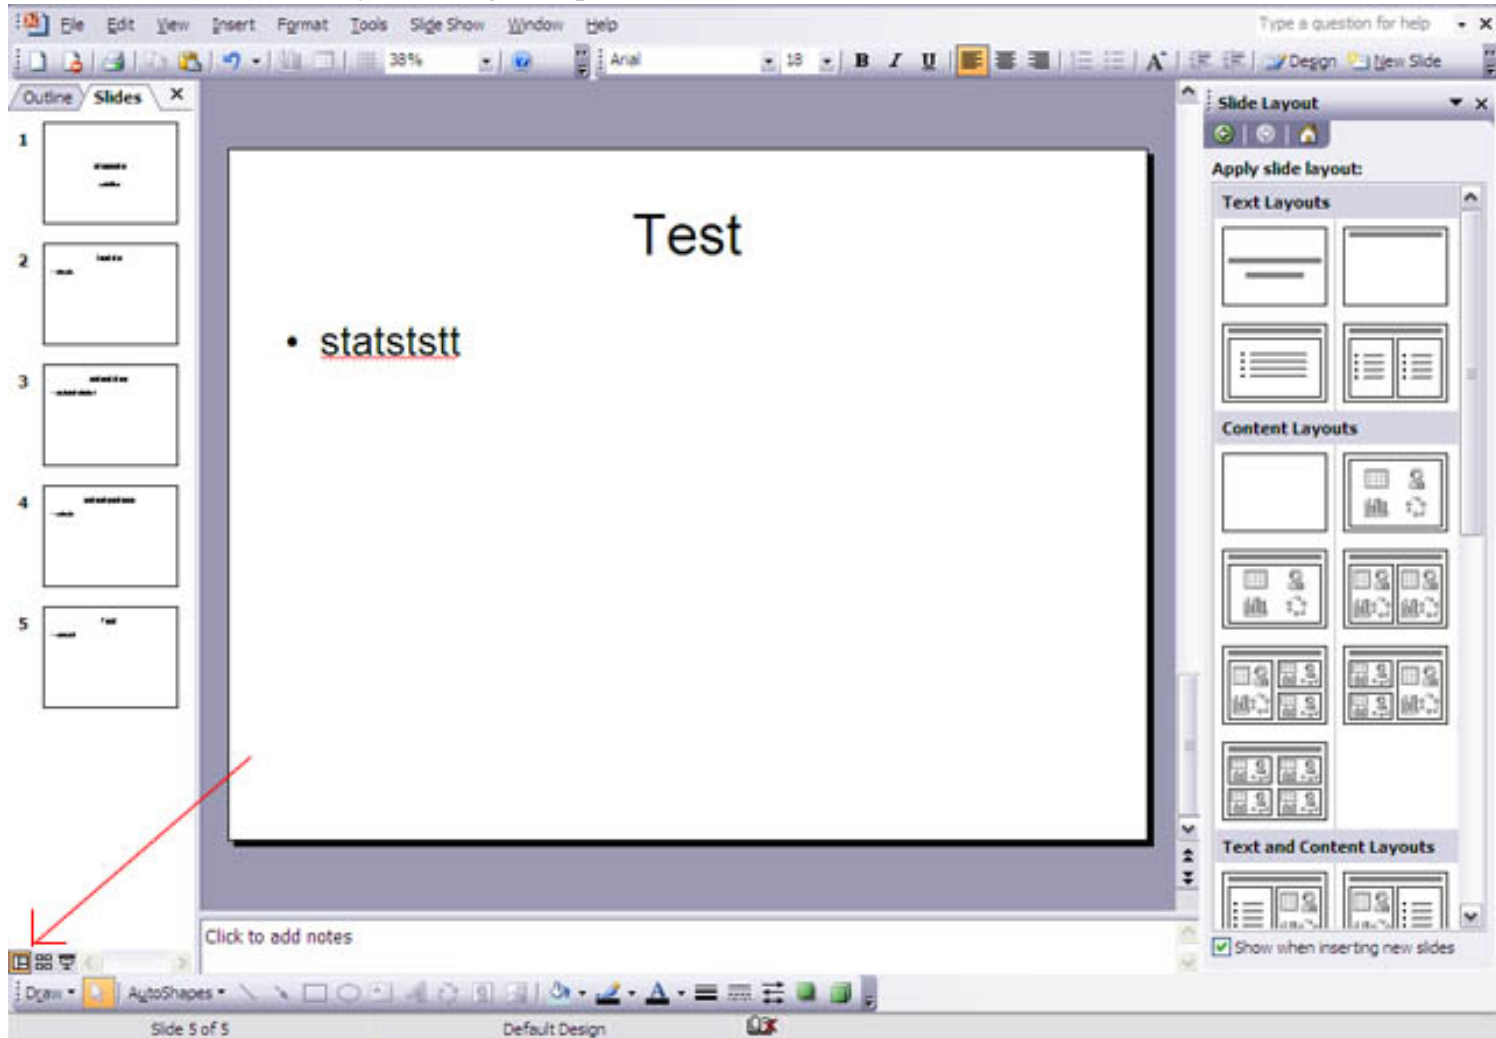 File Edit View Insert Format Tools Slide Show Window Help Type a question for help
38% Arial 18 B I U A Design New Slide
Outline Slides
Slide Layout
Apply slide layout:
Text Layouts
1
2
3
4
5
Test
• statststt
Content Layouts
Text and Content Layouts
Click to add notes
Show when inserting new slides
Draw AutoShapes A
Slide 5 of 5 Default Design